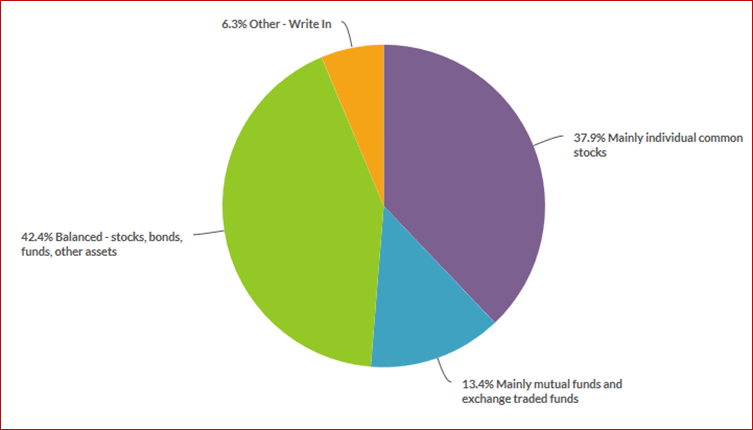 6.3% Other - Write In
37.9% Mainly individual common
stocks
42.4% Balanced - stocks, bonds,
funds, other assets
13.4% Mainly mutual funds and
exchange traded funds